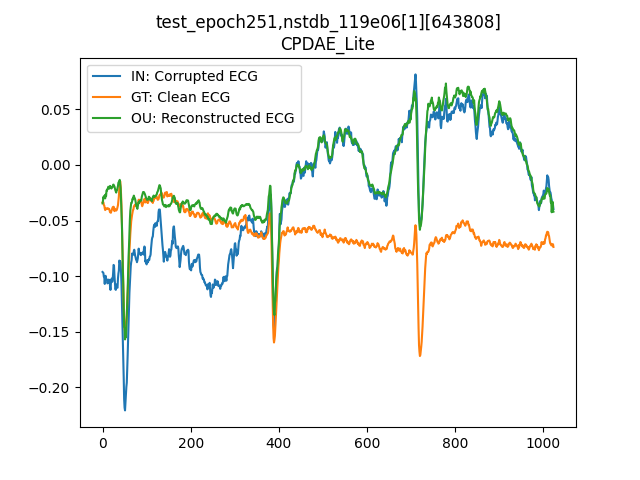 test_epoch251,nstdb_119e06[1][643808]
CPDAE_Lite
IN: Corrupted ECG
GT: Clean ECG
OU: Reconstructed ECG
0.05
0.00
−0.05
−0.10
−0.15
−0.20
0 200 400 600 800 1000